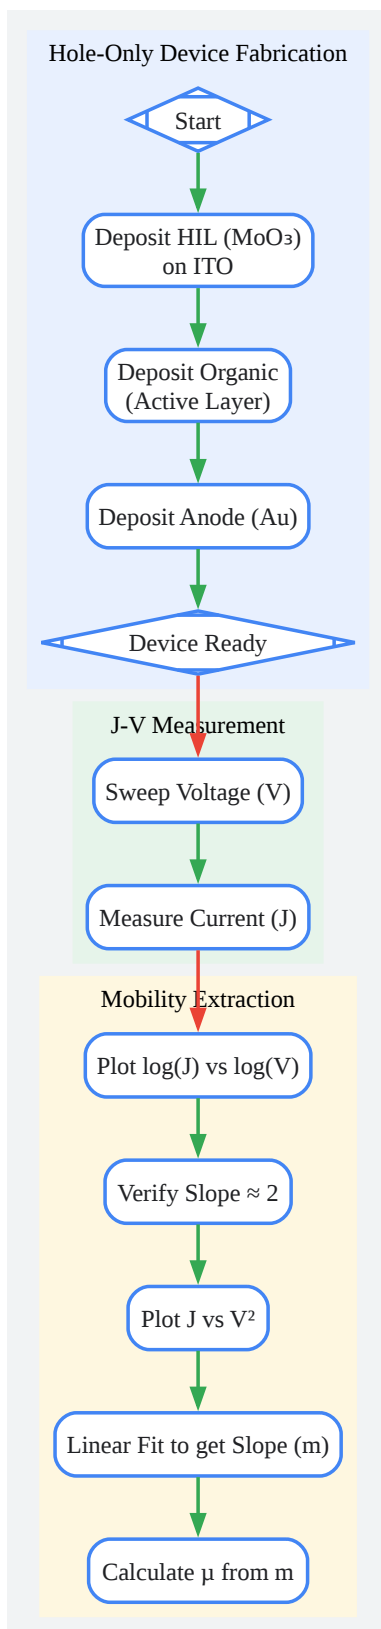 Hole-Only Device Fabrication
Start
Deposit HIL (MoO₃)
on ITO
Deposit Organic
(Active Layer)
Deposit Anode (Au)
Device Ready
J-V Measurement
Sweep Voltage (V)
Measure Current (J)
Mobility Extraction
Plot log(J) vs log(V)
Verify Slope ≈ 2
Plot J vs V²
Linear Fit to get Slope (m)
Calculate µ from m